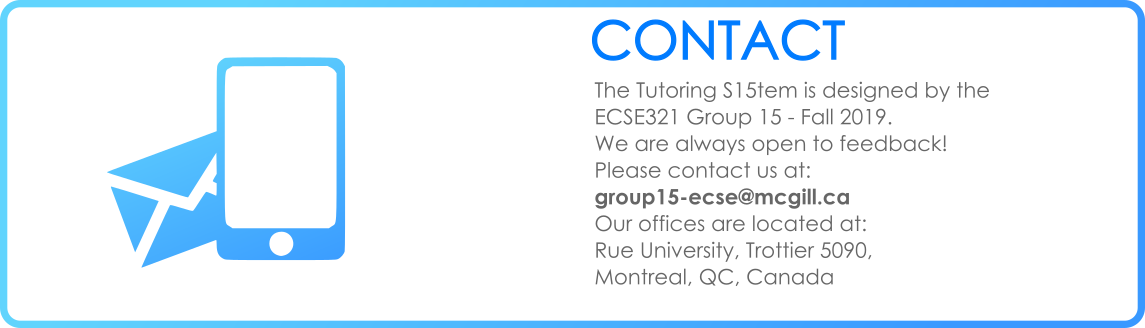 CONTACT
The Tutoring S15tem is designed by the
ECSE321 Group 15 - Fall 2019.
We are always open to feedback!
Please contact us at:
group15-ecse@mcgill.ca
Our offices are located at:
Rue University, Trottier 5090,
Montreal, QC, Canada